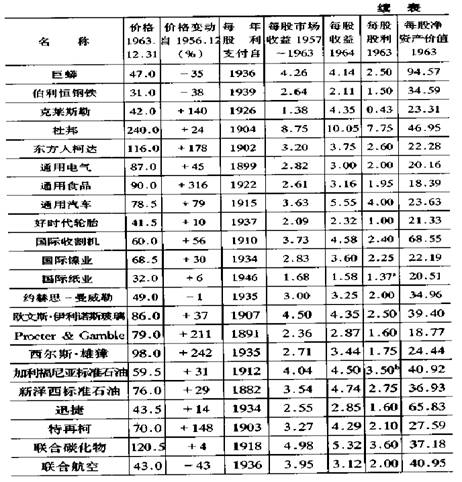 续 表
名 称 价格 1963. 12.31 价格变动 自1956.12 (%) 每年股利支付自 每股市场收益1957 ~1963 每股收益 1964 每股股利 1963 每股净资产价值 1963
巨蟒 47.0 －35 1936 4.26 4.14 2.50 94.57
伯利恒钢铁 31.0 －38 1939 2.64 2.11 1.50 34.59
克莱斯勒 42.0 ＋140 1926 1.38 4.35 0.43 23.31
杜邦 240.0 ＋24 1904 8.75 10.05 7.75 46.95
东方人柯达 116.0 ＋178 1902 3.20 3.75 2.60 22.28
通用电气 87.0 ＋45 1899 2.82 3.00 2.00 20.16
通用食品 90.0 ＋316 1922 2.61 3.16 1.95 18.39
通用汽车 78.5 ＋79 1915 3.63 5.55 4.00 23.63
好时代轮胎 41.5 ＋10 1937 2.09 2.32 1.00 21.33
国际收割机 60.0 ＋56 1910 3.73 4.58 2.40 68.55
国际镍业 68.5 ＋30 1934 2.83 3.60 2.25 22.19
国际纸业 32.0 ＋6 1946 1.68 1.58 1.37ᵃ 20.51
约赫思－曼威勒 49.0 －1 1935 3.00 3.25 2.00 34.96
欧文斯·伊利诺斯玻璃 86.0 ＋37 1907 4.50 4.35 2.50 39.40
Procter & Gamble 79.0 ＋211 1891 2.36 2.87 1.60 18.77
西尔斯·雄獐 98.0 ＋242 1935 2.71 3.44 1.75 24.44
加利福尼亚标准石油 59.5 ＋31 1912 4.04 4.50 3.50ᵇ 40.92
新泽西标准石油 76.0 ＋29 1882 3.54 4.74 2.75 36.93
迅捷 43.5 ＋14 1934 2.55 2.85 1.60 65.83
特再柯 70.0 ＋148 1903 3.27 4.29 2.10 27.59
联合碳化物 120.5 ＋4 1918 4.98 5.32 3.60 37.18
联合航空 43.0 －43 1936 3.95 3.12 2.00 40.95